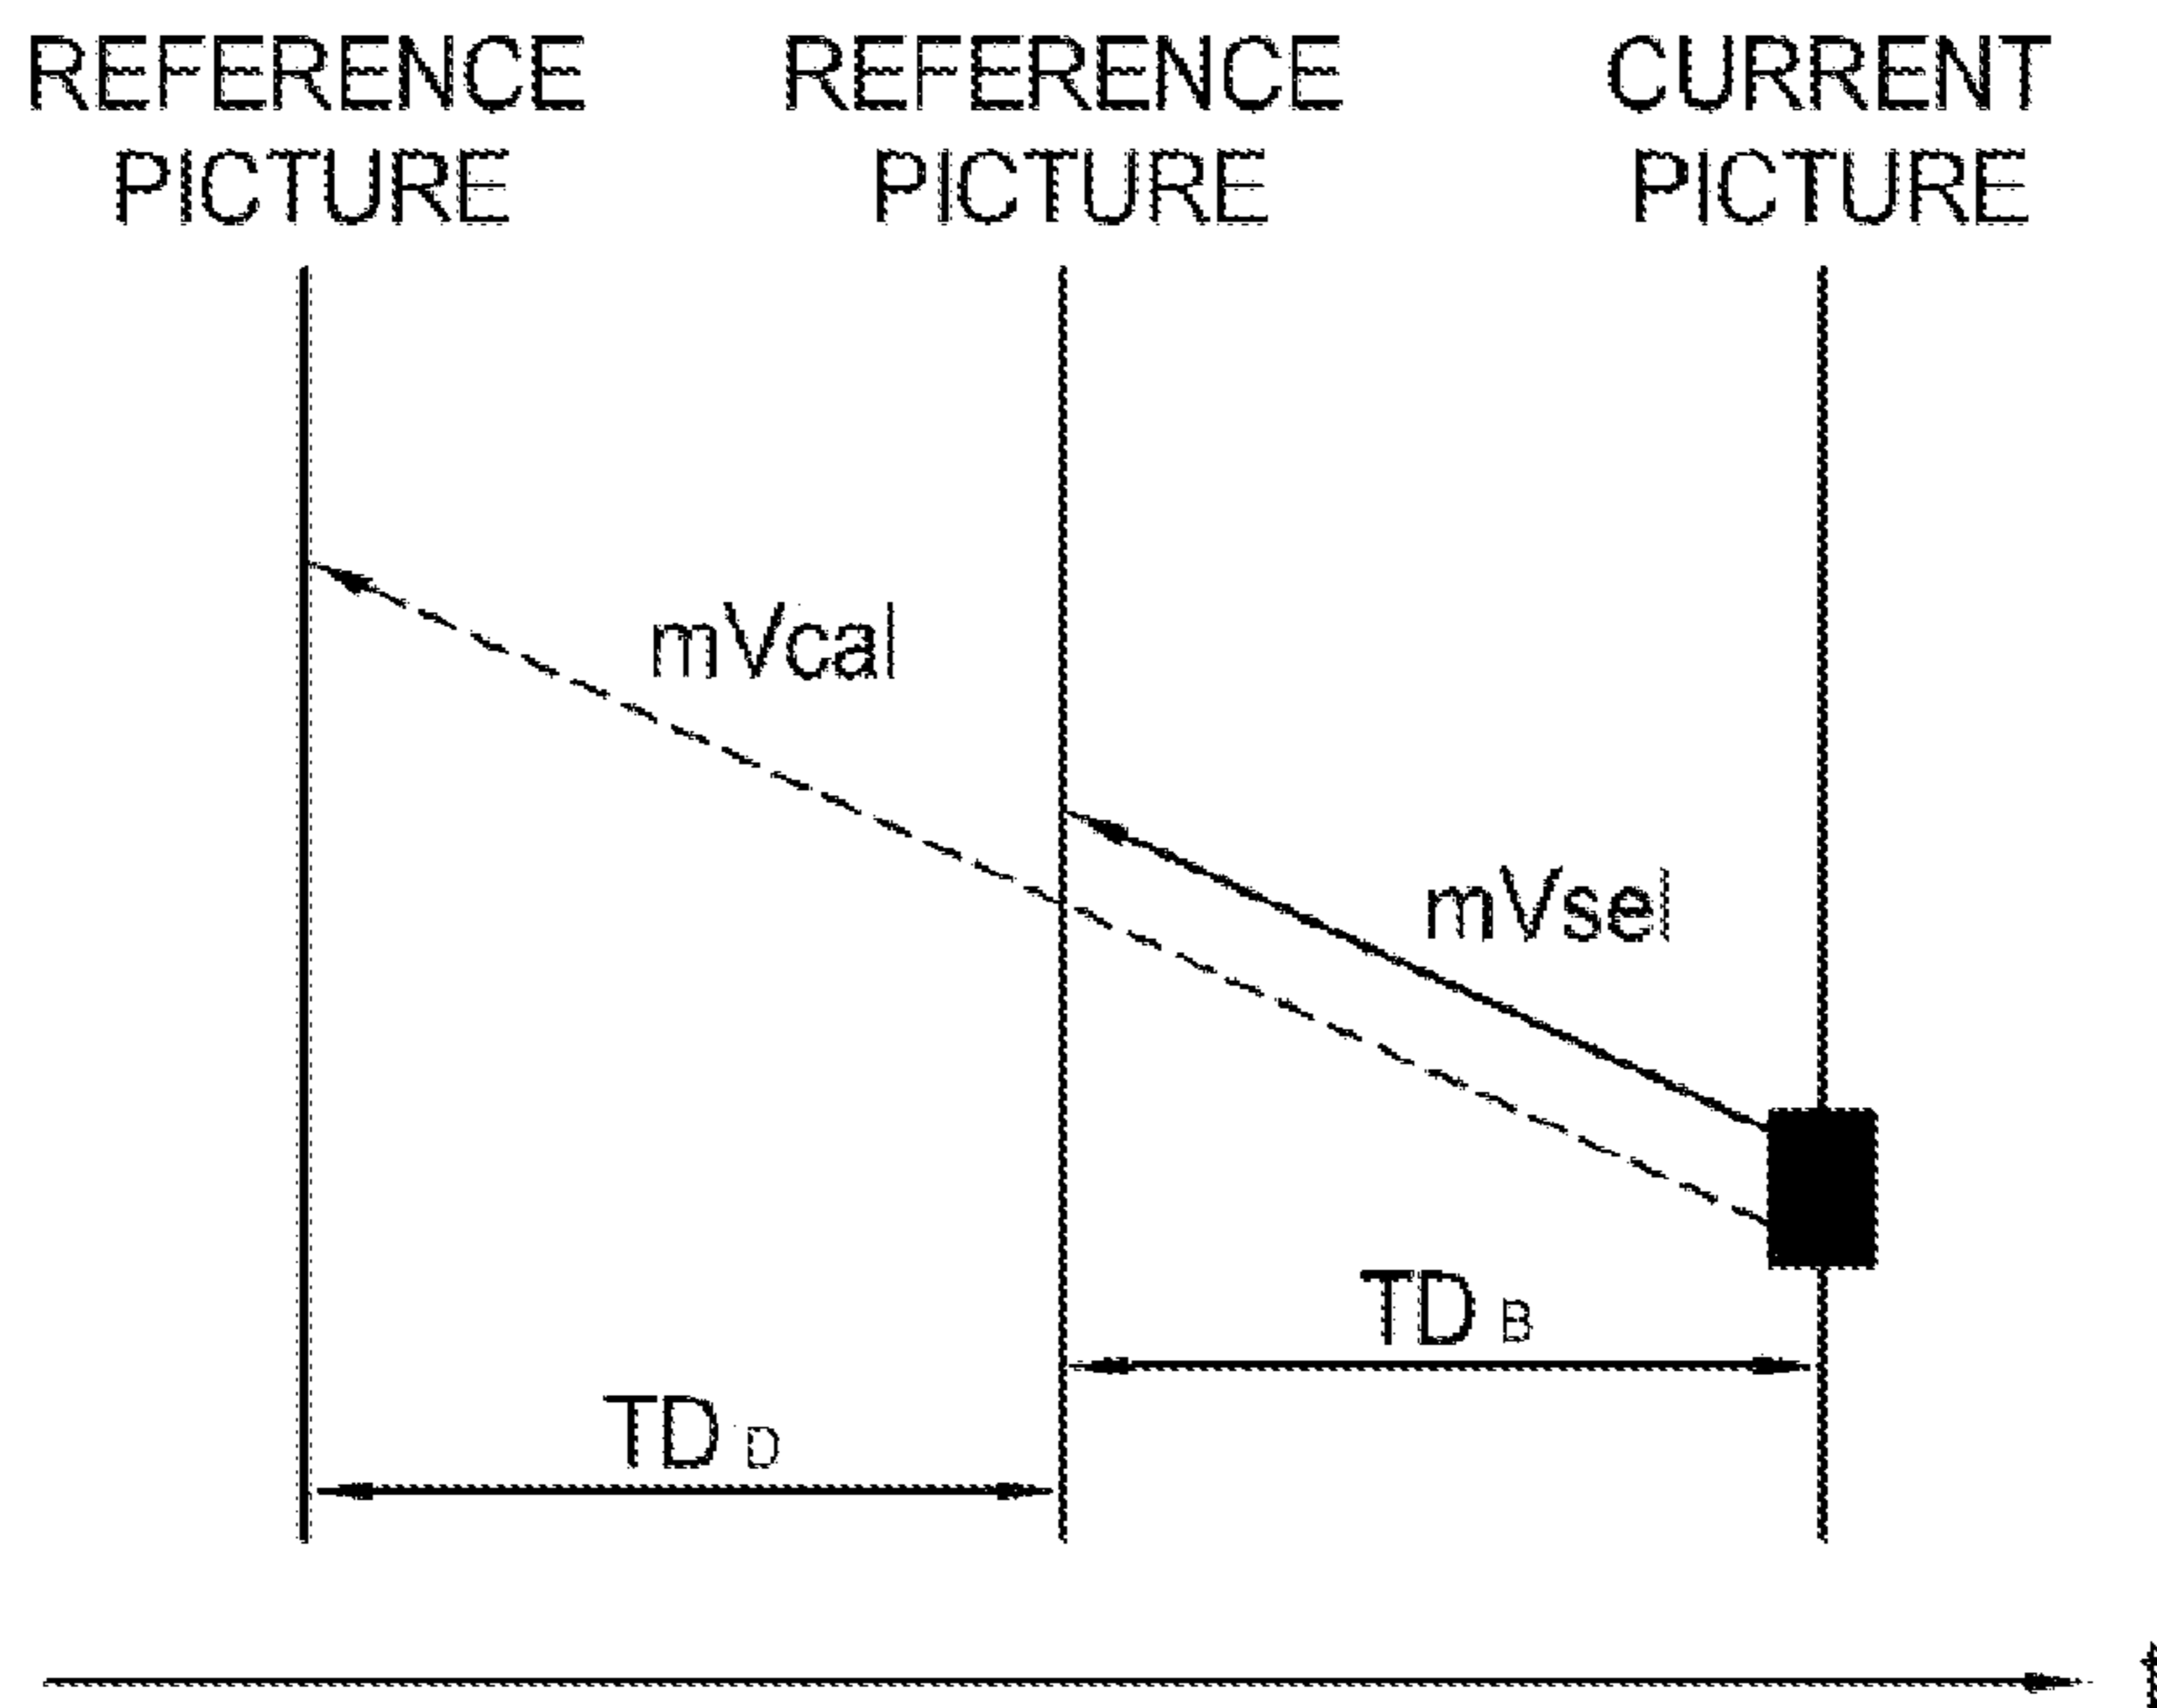 REFERENCE PICTURE
REFERENCE PICTURE
CURRENT PICTURE
mVcal
mVsel
TD B
TD D
t